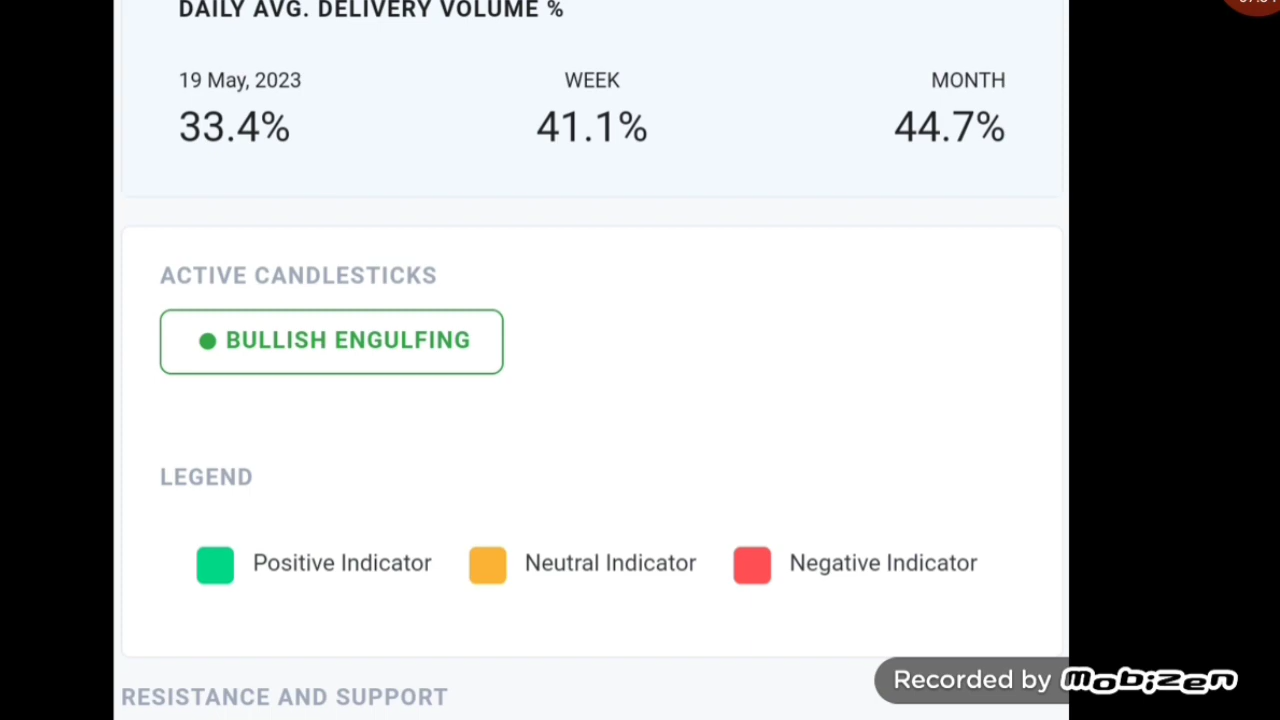 DAILY AVG. DELIVERY VOLUME %
19 May, 2023 WEEK MONTH
33.4% 41.1% 44.7%
ACTIVE CANDLESTICKS
BULLISH ENGULFING
LEGEND
Positive Indicator Neutral Indicator Negative Indicator
Recorded by mobizen
RESISTANCE AND SUPPORT